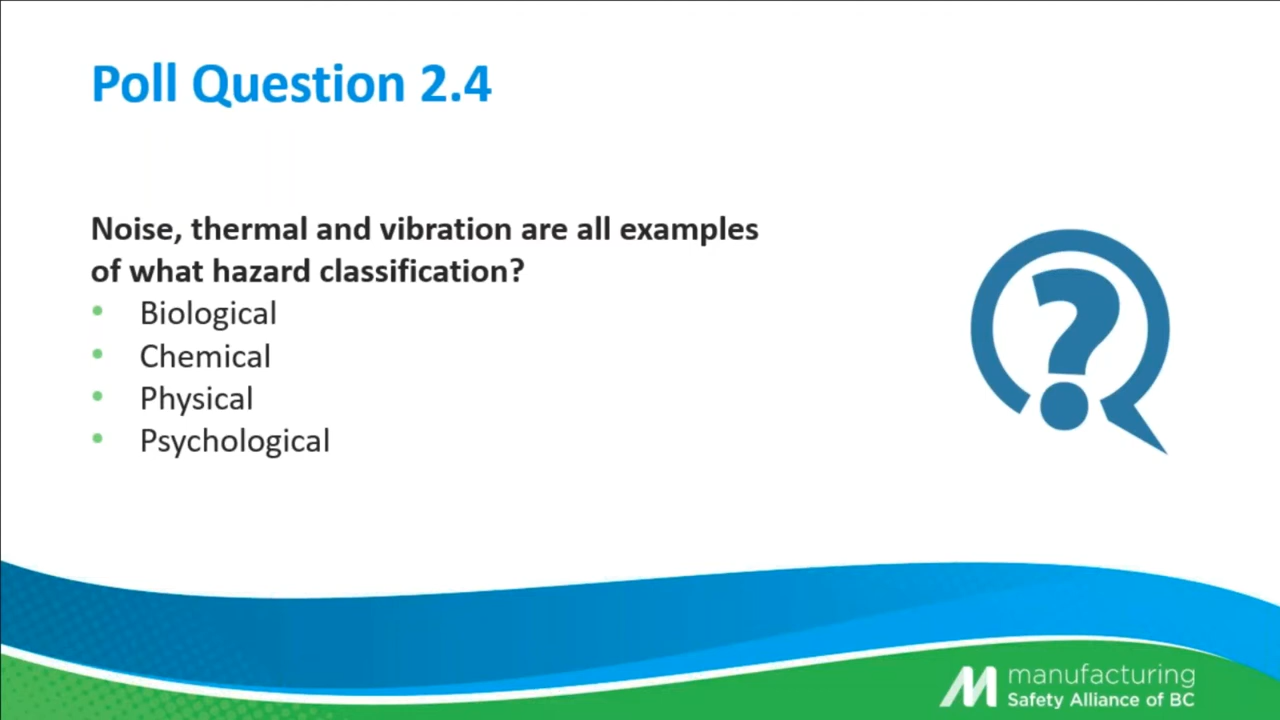 Poll Question 2.4
Noise, thermal and vibration are all examples
of what hazard classification?
• Biological
• Chemical
• Physical
• Psychological
manufacturing
Safety Alliance of BC